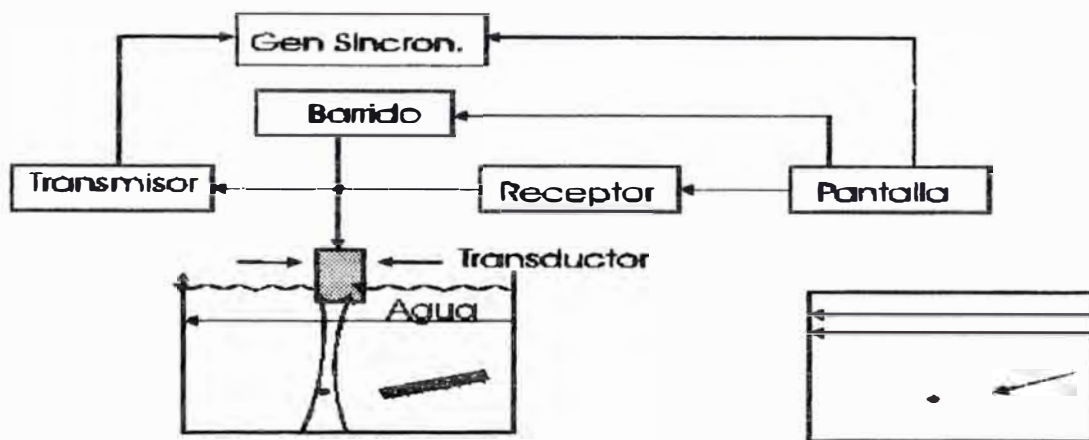 Gen Sincron.
Barrido
Transmisor
Receptor
Pantalla
Transductor
Agua